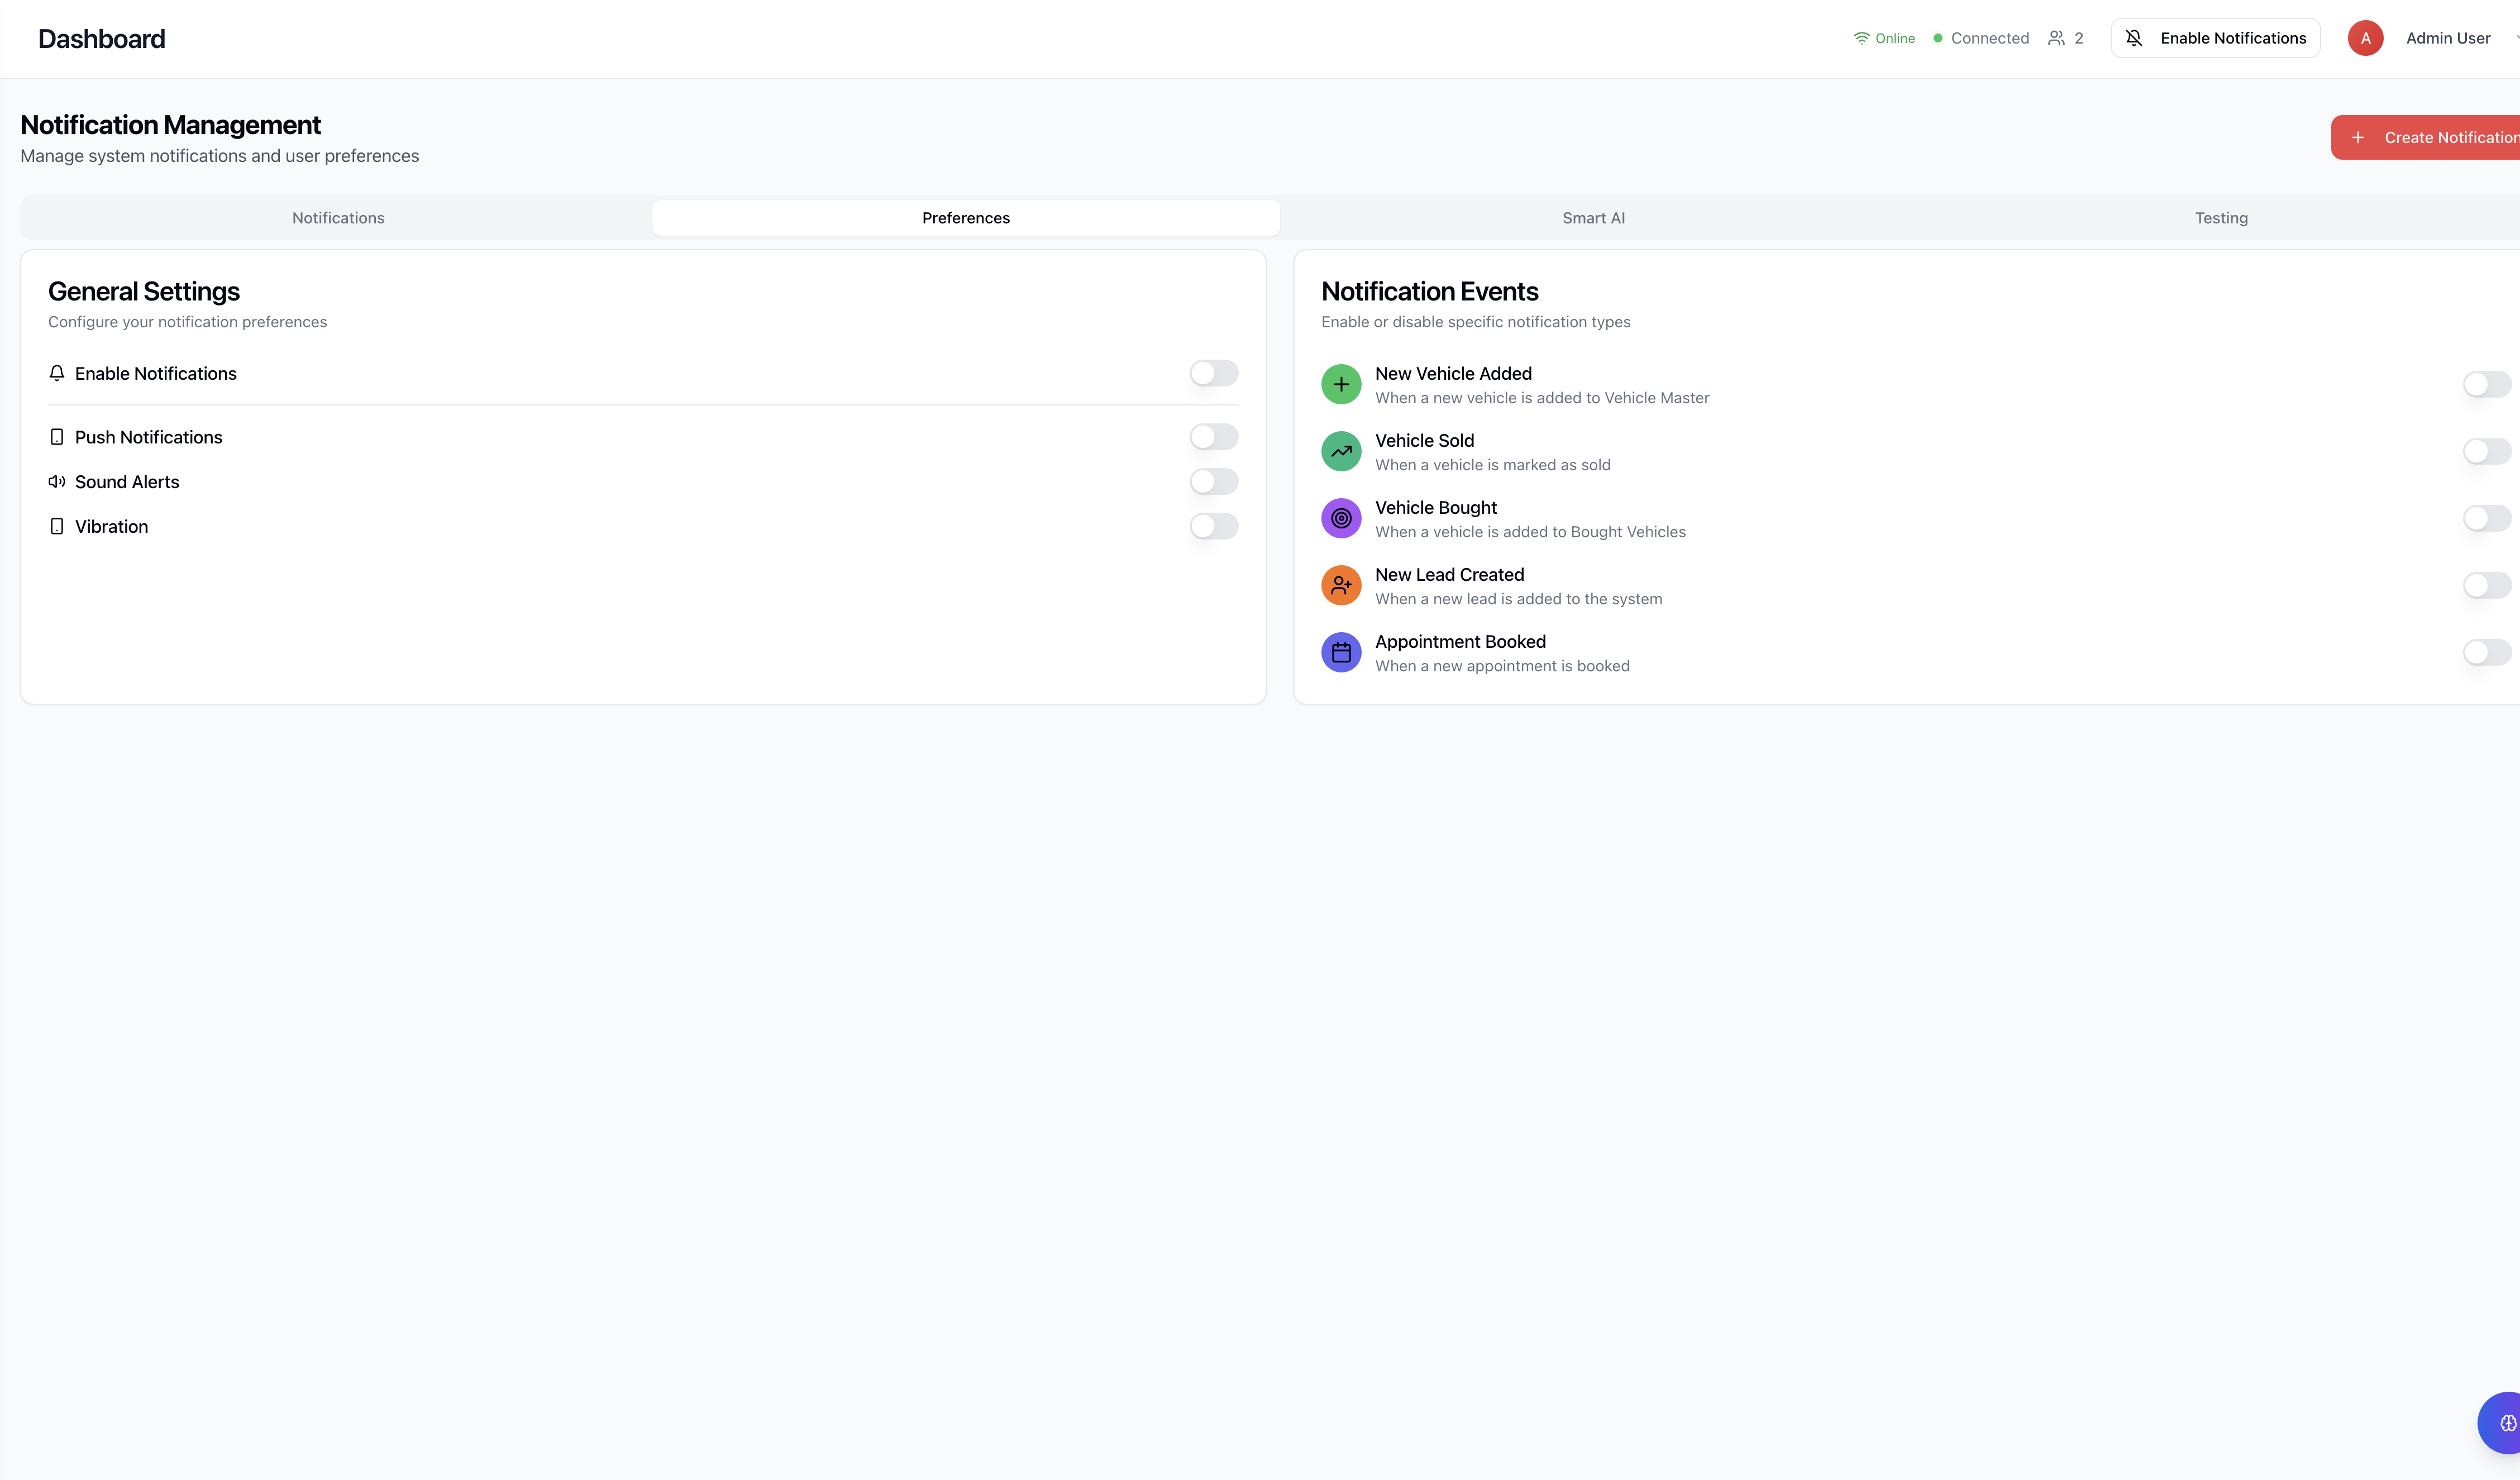 Dashboard
Online
Connected
2
Enable Notifications
A
Admin User
Notification Management
Manage system notifications and user preferences
Create Notification
Notifications
Preferences
Smart AI
Testing
General Settings
Configure your notification preferences
Enable Notifications
Push Notifications
Sound Alerts
Vibration
Notification Events
Enable or disable specific notification types
New Vehicle Added
When a new vehicle is added to Vehicle Master
Vehicle Sold
When a vehicle is marked as sold
Vehicle Bought
When a vehicle is added to Bought Vehicles
New Lead Created
When a new lead is added to the system
Appointment Booked
When a new appointment is booked